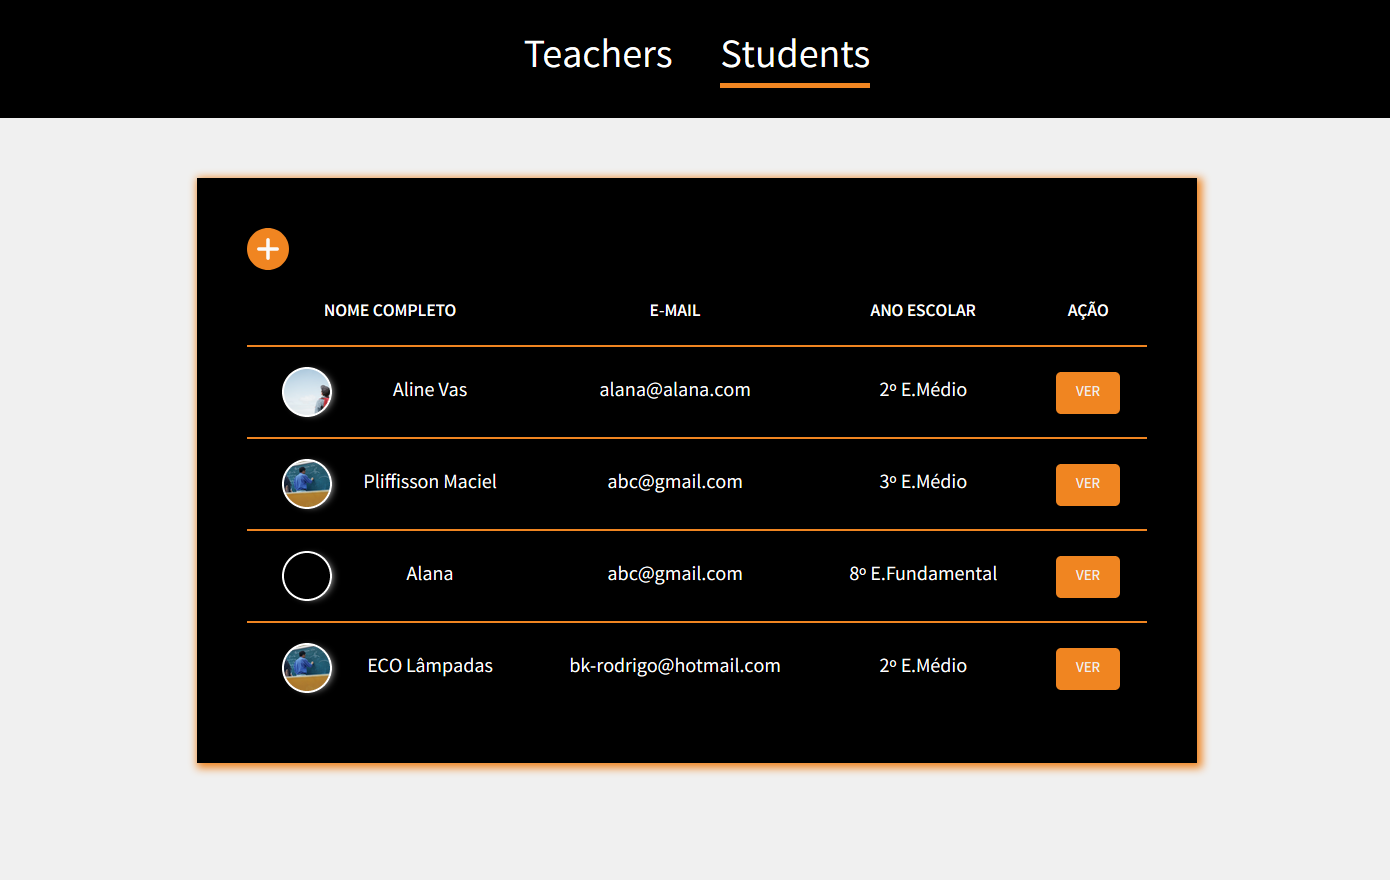 Teachers Students
NOME COMPLETO E-MAIL ANO ESCOLAR AÇÃO
Aline Vas alana@alana.com 2º E.Médio VER
Pliffisson Maciel abc@gmail.com 3º E.Médio VER
Alana abc@gmail.com 8º E.Fundamental VER
ECO Lâmpadas bk-rodrigo@hotmail.com 2º E.Médio VER